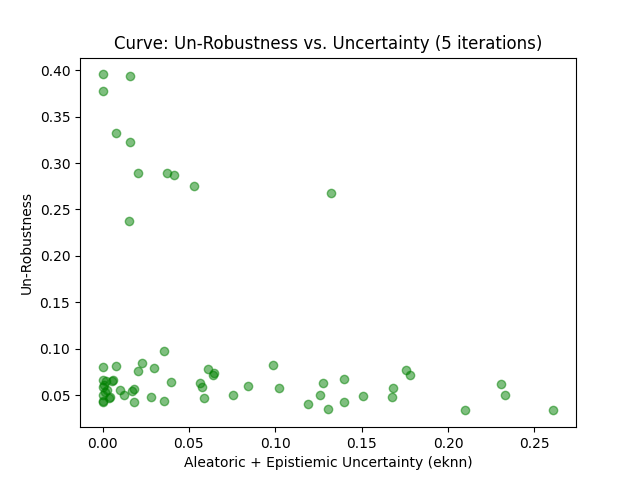 Curve: Un-Robustness vs. Uncertainty (5 iterations)
0.40
0.35
0.30
0.25
0.20
0.15
0.10
0.05
Un-Robustness
0.00 0.05 0.10 0.15 0.20 0.25
Aleatoric + Epistiemic Uncertainty (eknn)